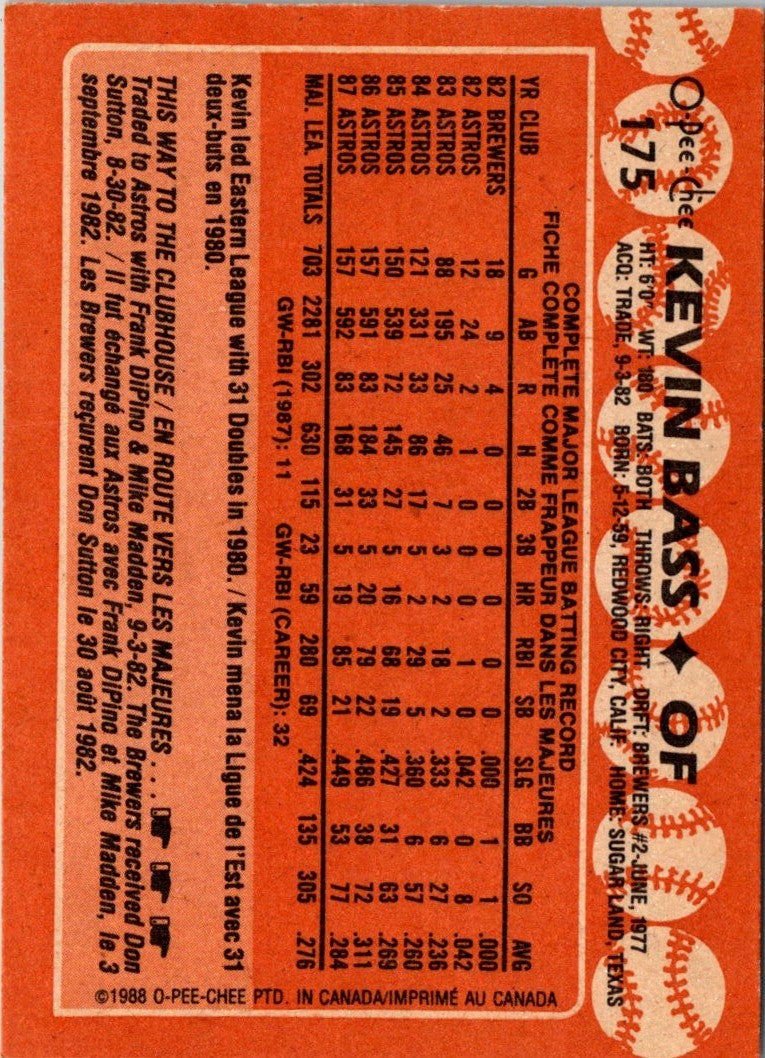 O-Pee-Chee
175 KEVIN BASS ✦ OF
HT: 6'0" WT: 180 BATS: BOTH THROWS: RIGHT DRFT: BREWERS #2-JUNE, 1977
ACQ: TRADE, 9-3-82 BORN: 5-12-59, REDWOOD CITY, CALIF. HOME: SUGAR LAND, TEXAS
COMPLETE MAJOR LEAGUE BATTING RECORD
FICHE COMPLÈTE COMME FRAPPEUR DANS LES MAJEURES
YR CLUB G AB R H 2B 3B HR RBI SB SLG BB SO AVG
82 BREWERS 18 9 4 0 0 0 0 0 0 .000 1 1 .000
82 ASTROS 12 24 2 1 0 0 0 1 0 .042 0 8 .042
83 ASTROS 88 195 25 46 7 3 2 18 2 .333 6 27 .236
84 ASTROS 121 331 33 86 17 5 2 29 5 .360 6 57 .260
85 ASTROS 150 539 72 145 27 5 16 68 19 .427 31 63 .269
86 ASTROS 157 591 83 184 33 5 20 79 22 .486 38 72 .311
87 ASTROS 157 592 83 168 31 5 19 85 21 .449 53 77 .284
MAJ. LEA. TOTALS 703 2281 302 630 115 23 59 280 69 .424 135 305 .276
GW-RBI (1987): 11 GW-RBI (CAREER): 32
Kevin led Eastern League with 31 Doubles in 1980. / Kevin mena la Ligue de l'Est avec 31
deux-buts en 1980.
THIS WAY TO THE CLUBHOUSE / EN ROUTE VERS LES MAJEURES . . .
Traded to Astros with Frank DiPino & Mike Madden, 9-3-82. The Brewers received Don
Sutton, 8-30-82. / Il fut échangé aux Astros avec Frank DiPino et Mike Madden, le 3
septembre 1982. Les Brewers reçurent Don Sutton le 30 août 1982.
©1988 O-PEE-CHEE PTD. IN CANADA/IMPRIMÉ AU CANADA